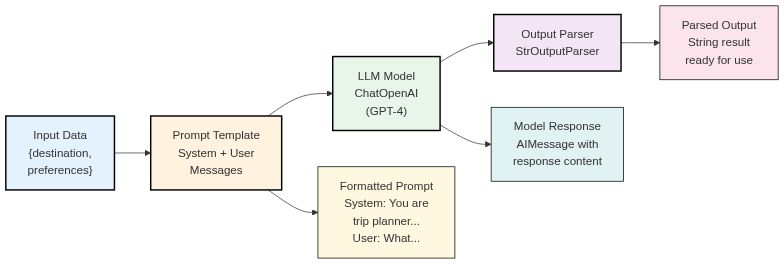 Input Data
{destination,
preferences}
Prompt Template
System + User
Messages
LLM Model
ChatOpenAI
(GPT-4)
Formatted Prompt
System: You are
trip planner...
User: What...
Output Parser
StrOutputParser
Model Response
AIMessage with
response content
Parsed Output
String result
ready for use